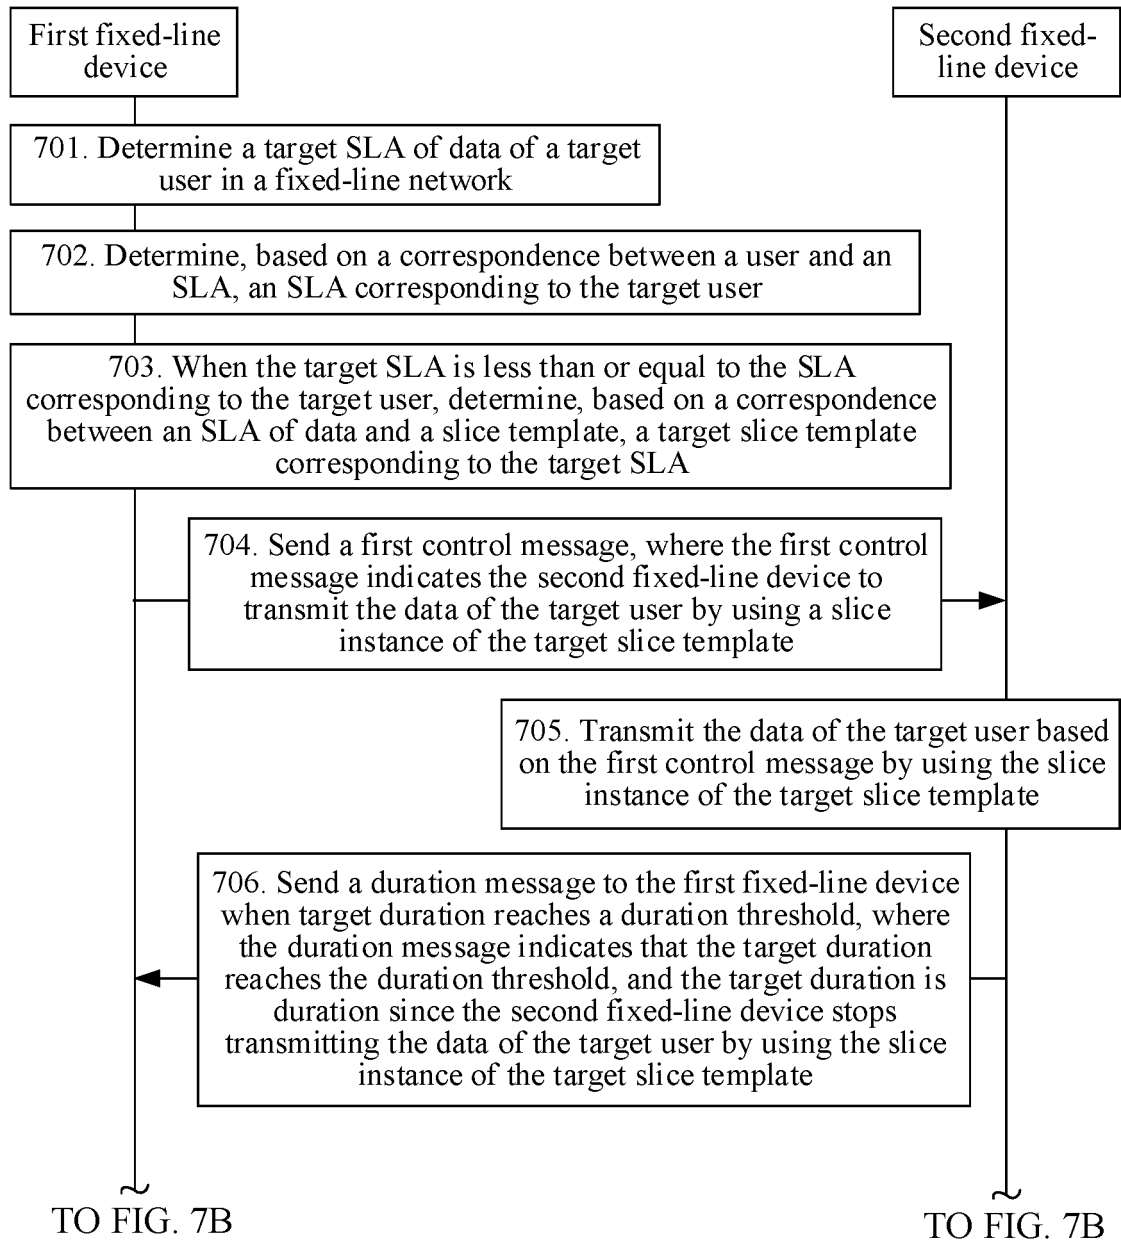 First fixed-line
device
Second fixed-
line device
701. Determine a target SLA of data of a target
user in a fixed-line network
702. Determine, based on a correspondence between a user and an
SLA, an SLA corresponding to the target user
703. When the target SLA is less than or equal to the SLA
corresponding to the target user, determine, based on a correspondence
between an SLA of data and a slice template, a target slice template
corresponding to the target SLA
704. Send a first control message, where the first control
message indicates the second fixed-line device to
transmit the data of the target user by using a slice
instance of the target slice template
705. Transmit the data of the target user based
on the first control message by using the slice
instance of the target slice template
706. Send a duration message to the first fixed-line device
when target duration reaches a duration threshold, where
the duration message indicates that the target duration
reaches the duration threshold, and the target duration is
duration since the second fixed-line device stops
transmitting the data of the target user by using the slice
instance of the target slice template
TO FIG. 7B
TO FIG. 7B